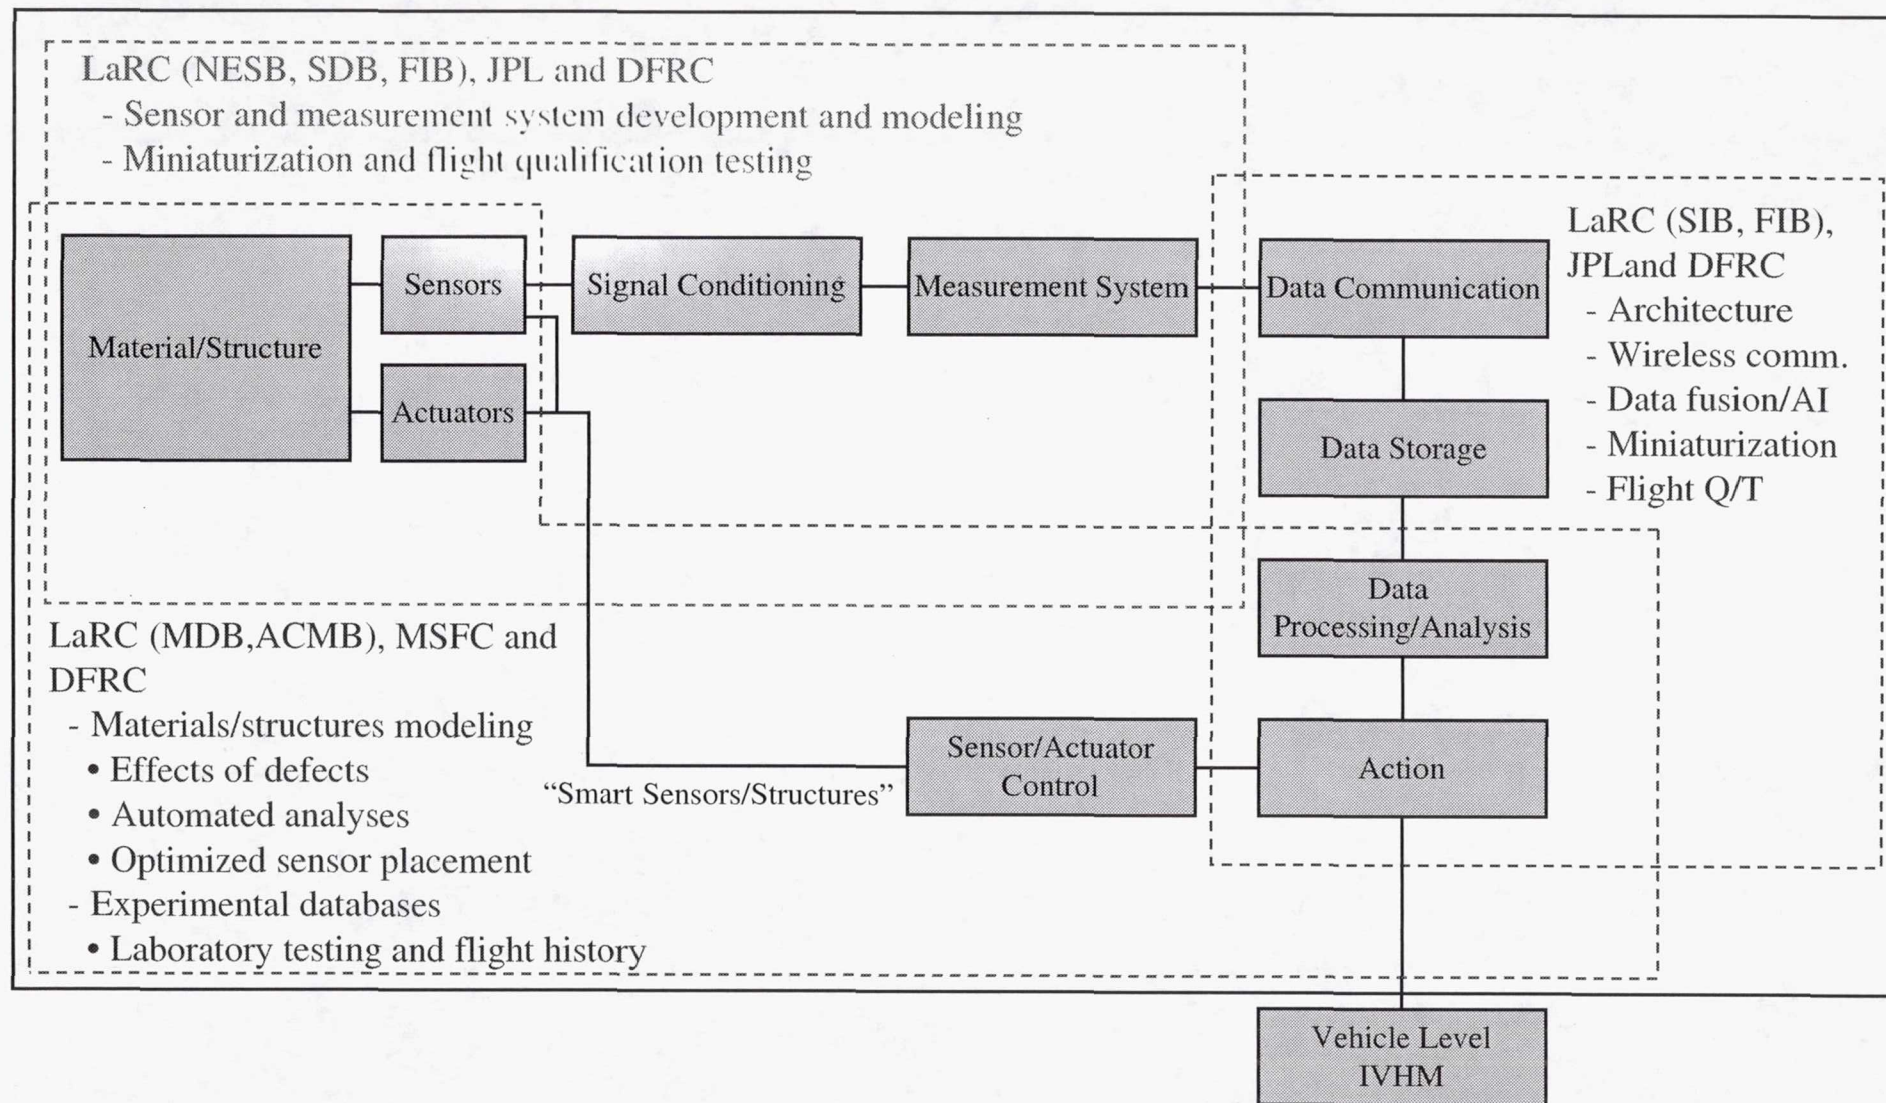 LaRC (NESB, SDB, FIB), JPL and DFRC
- Sensor and measurement system development and modeling
- Miniaturization and flight qualification testing
LaRC (SIB, FIB),
JPLand DFRC
- Architecture
- Wireless comm.
- Data fusion/AI
- Miniaturization
- Flight Q/T
Material/Structure
Sensors
Actuators
Signal Conditioning
Measurement System
Data Communication
Data Storage
Data
Processing/Analysis
Action
Sensor/Actuator
Control
“Smart Sensors/Structures”
LaRC (MDB,ACMB), MSFC and
DFRC
- Materials/structures modeling
• Effects of defects
• Automated analyses
• Optimized sensor placement
- Experimental databases
• Laboratory testing and flight history
Vehicle Level
IVHM